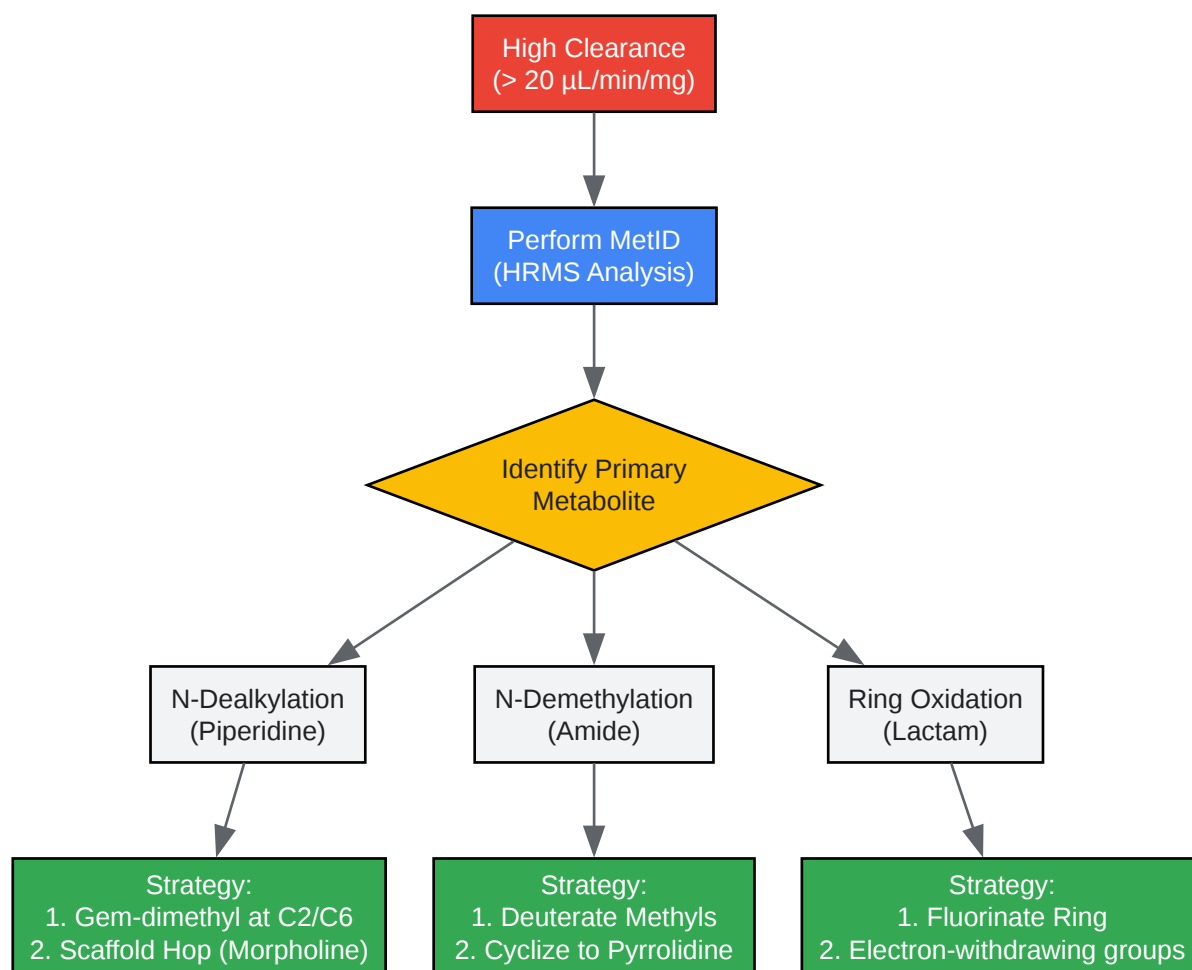 High Clearance
(> 20 µL/min/mg)
Perform MetID
(HRMS Analysis)
Identify Primary
Metabolite
N-Dealkylation
(Piperidine)
N-Demethylation
(Amide)
Ring Oxidation
(Lactam)
Strategy:
1. Gem-dimethyl at C2/C6
2. Scaffold Hop (Morpholine)
Strategy:
1. Deuterate Methyls
2. Cyclize to Pyrrolidine
Strategy:
1. Fluorinate Ring
2. Electron-withdrawing groups